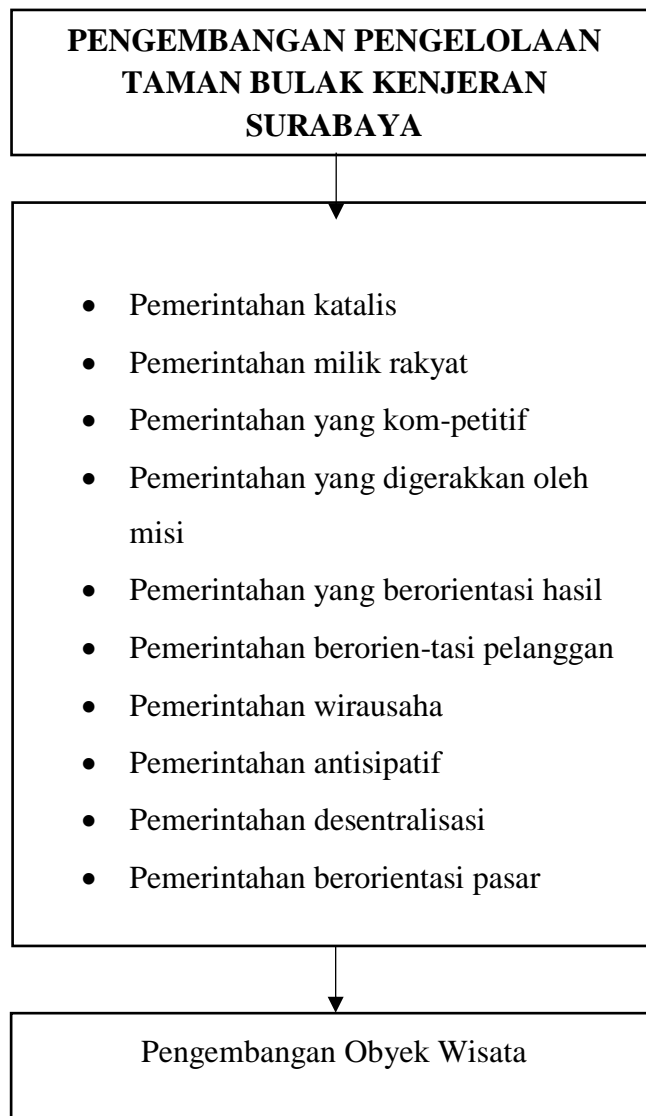 PENGEMBANGAN PENGELOLAAN
TAMAN BULAK KENJERAN
SURABAYA
• Pemerintahan katalis
• Pemerintahan milik rakyat
• Pemerintahan yang kom-petitif
• Pemerintahan yang digerakkan oleh
misi
• Pemerintahan yang berorientasi hasil
• Pemerintahan berorien-tasi pelanggan
• Pemerintahan wirausaha
• Pemerintahan antisipatif
• Pemerintahan desentralisasi
• Pemerintahan berorientasi pasar
Pengembangan Obyek Wisata